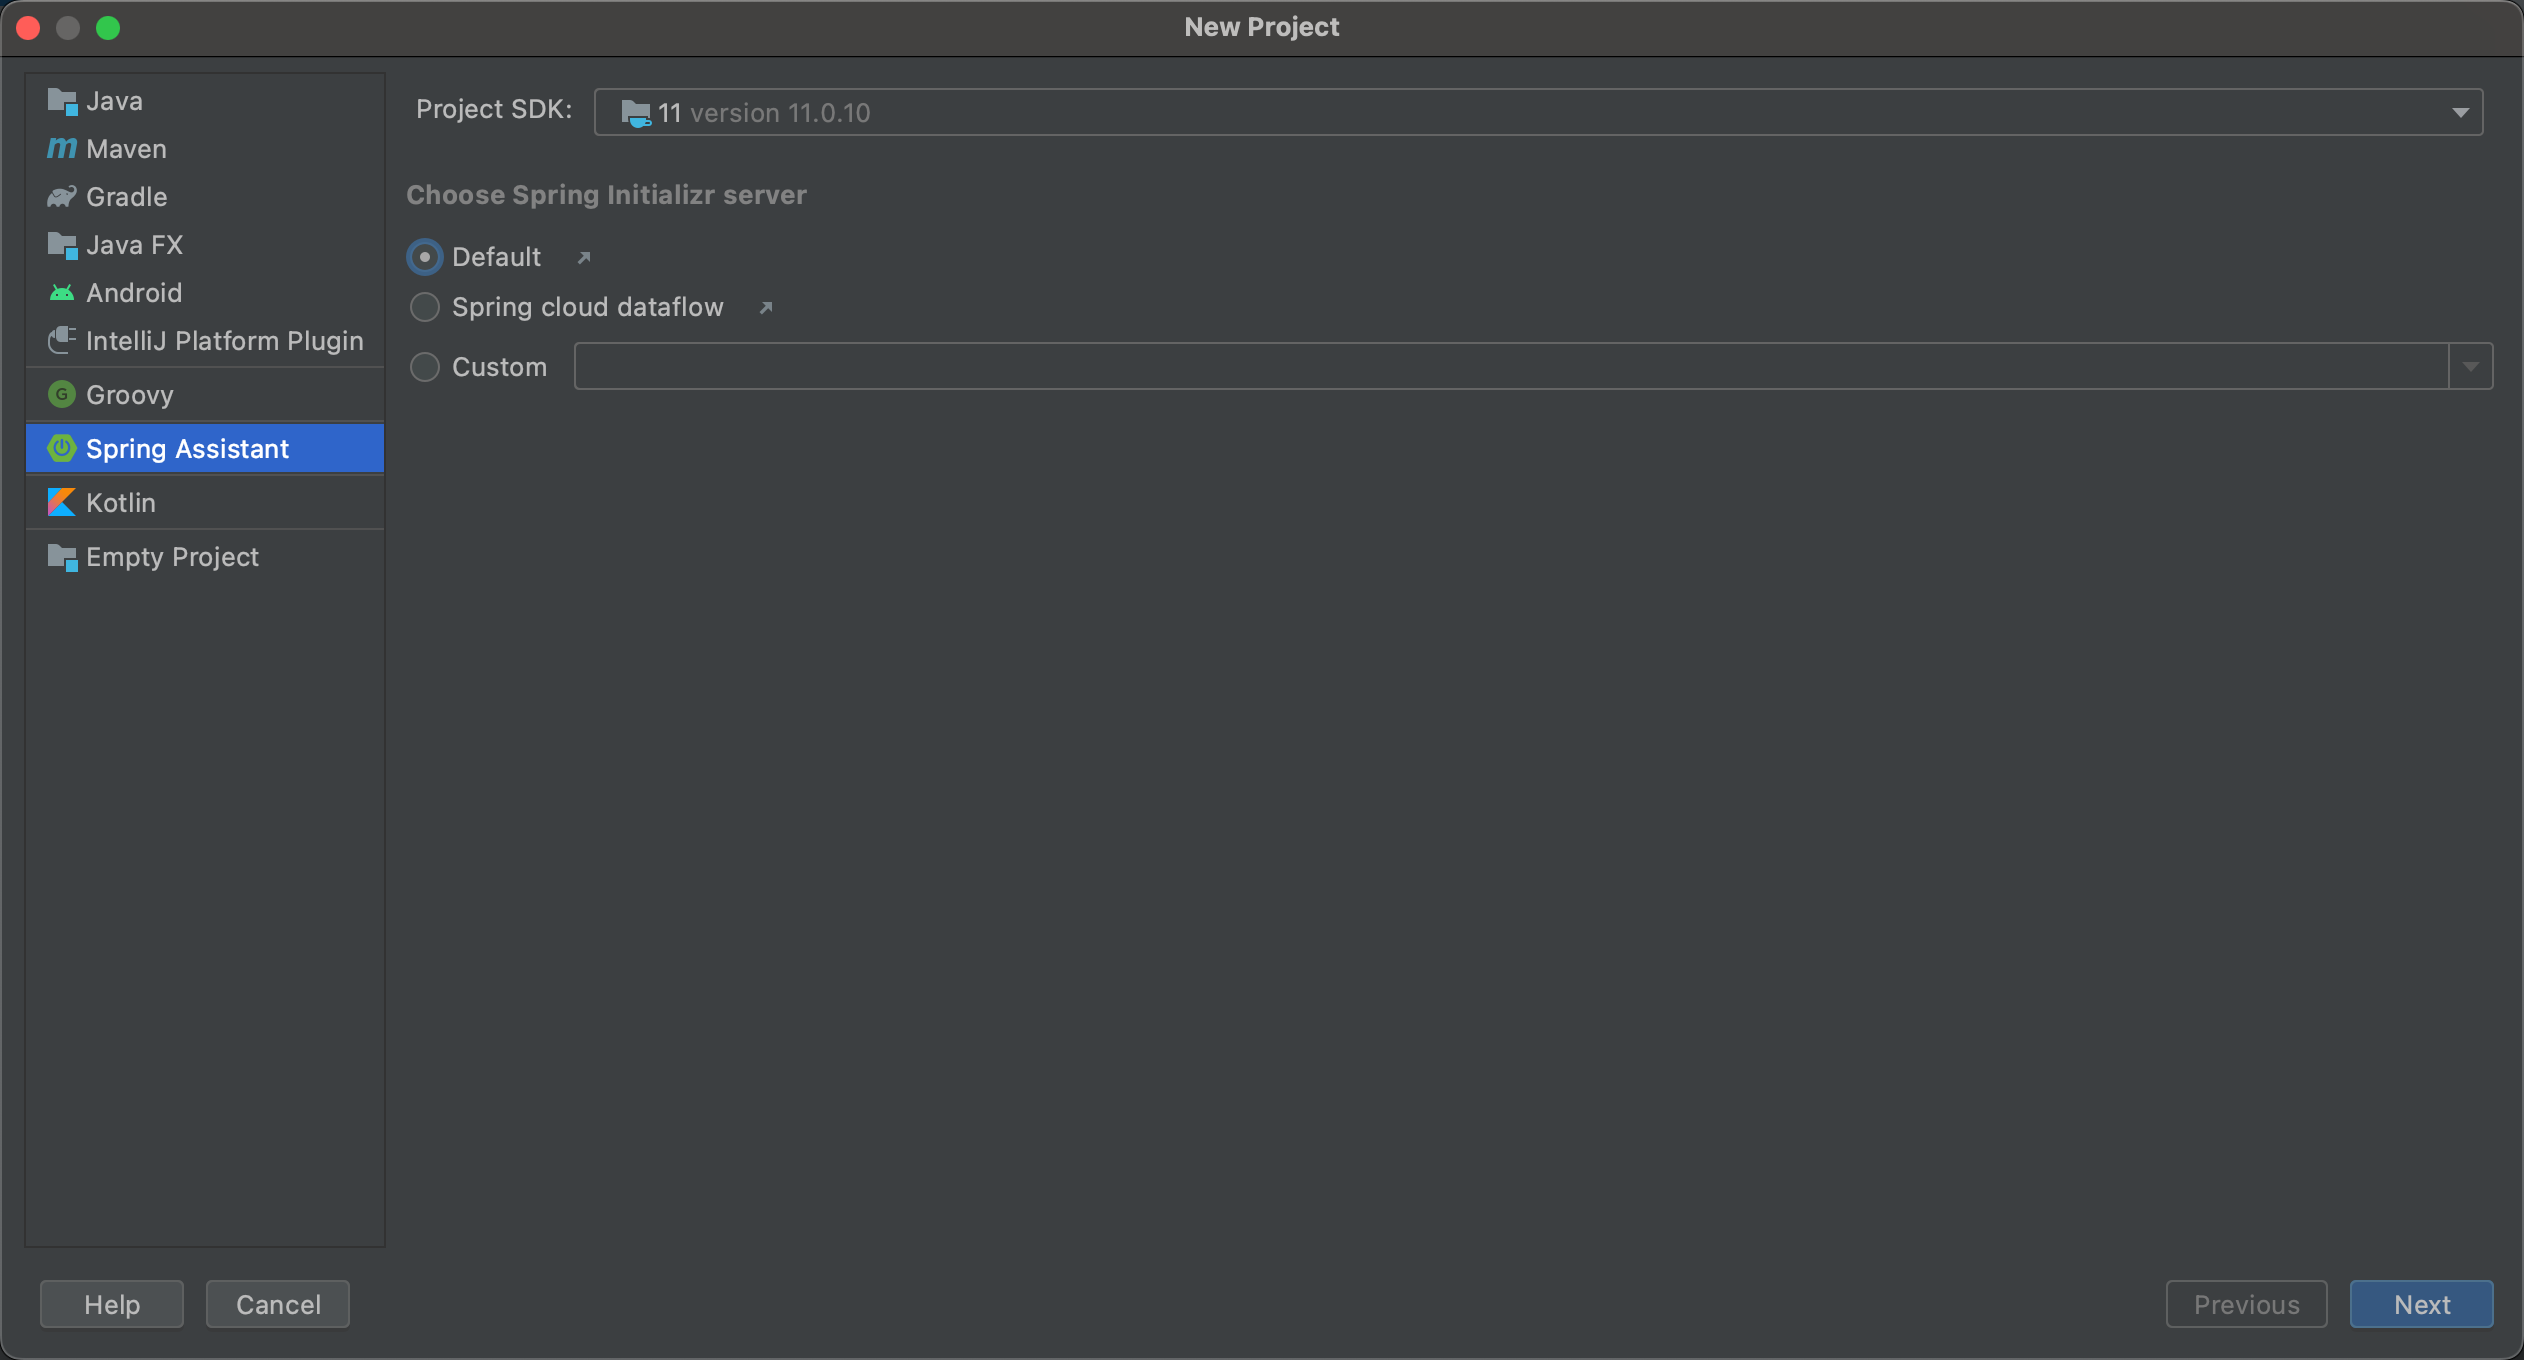 New Project
Java
Maven
Gradle
Java FX
Android
IntelliJ Platform Plugin
Groovy
Spring Assistant
Kotlin
Empty Project
Project SDK: 11 version 11.0.10
Choose Spring Initializr server
Default
Spring cloud dataflow
Custom
Help Cancel Previous Next